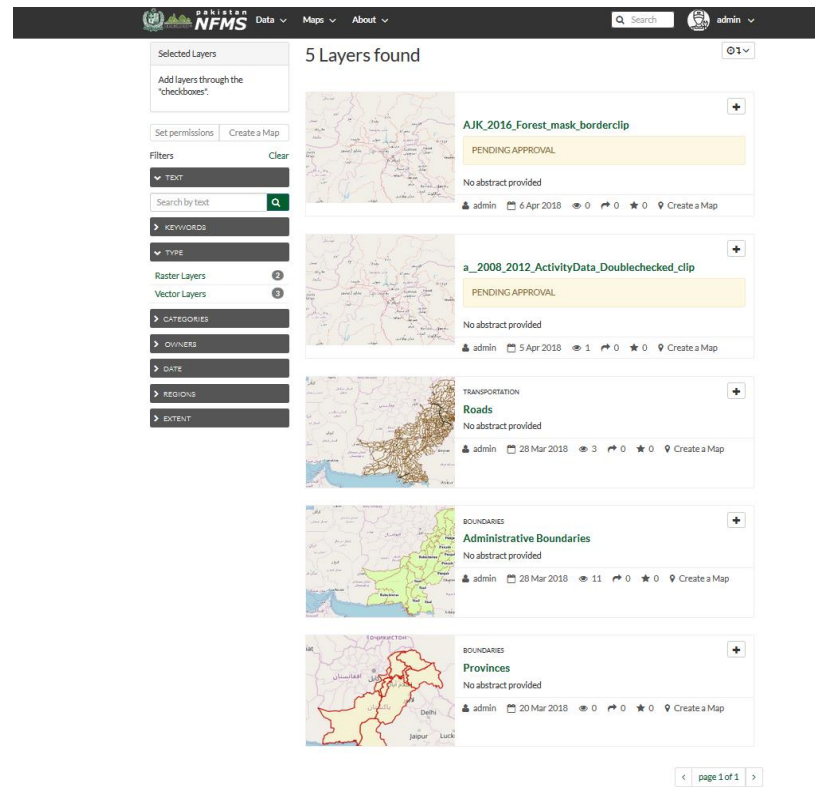 pakistan
NFMS Data Maps About Search admin
Selected Layers
Add layers through the
"checkboxes".
Set permissions Create a Map
Filters Clear
TEXT
Search by text
KEYWORDS
TYPE
Raster Layers 2
Vector Layers 3
CATEGORIES
OWNERS
DATE
REGIONS
EXTENT
5 Layers found
AJK_2016_Forest_mask_borderclip
PENDING APPROVAL
No abstract provided
admin 6 Apr 2018 0 0 0 Create a Map
a__2008_2012_ActivityData_Doublechecked_clip
PENDING APPROVAL
No abstract provided
admin 5 Apr 2018 1 0 0 Create a Map
TRANSPORTATION
Roads
No abstract provided
admin 28 Mar 2018 3 0 0 Create a Map
BOUNDARIES
Administrative Boundaries
No abstract provided
admin 28 Mar 2018 11 0 0 Create a Map
Delhi
Jaipur
BOUNDARIES
Provinces
No abstract provided
admin 20 Mar 2018 0 0 0 Create a Map
page 1 of 1